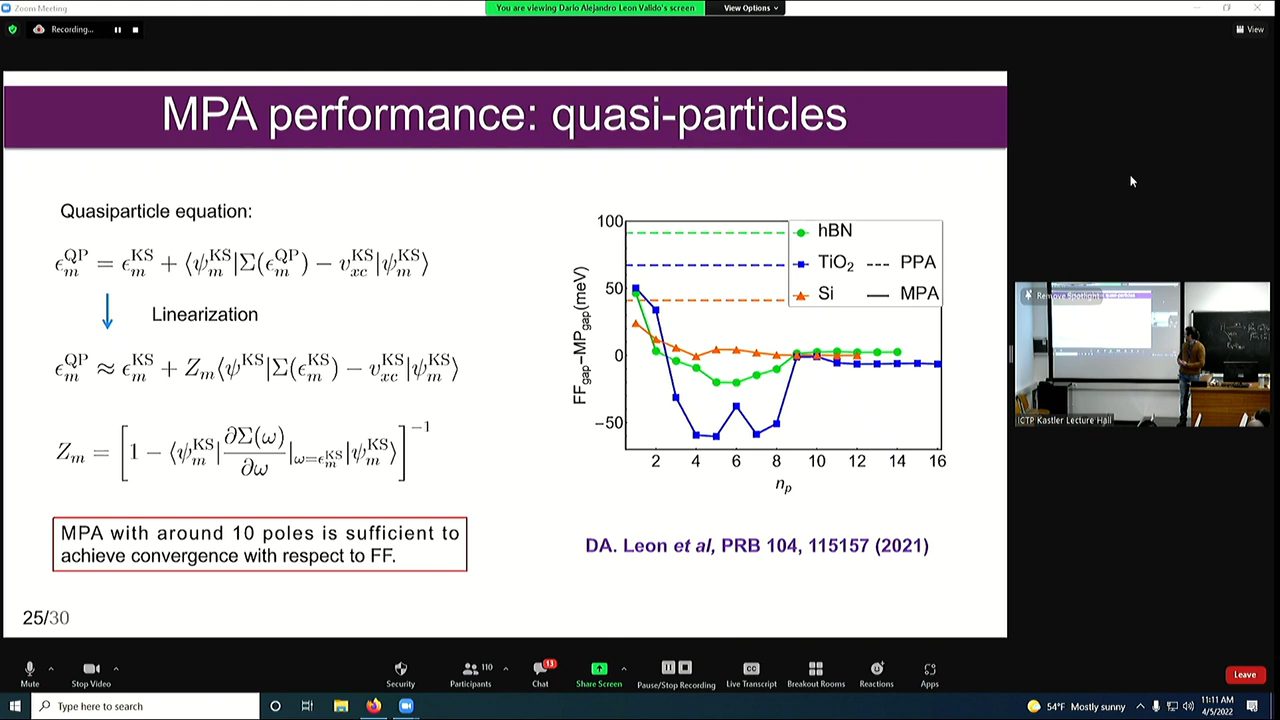 Zoom Meeting
You are viewing Dario Alejandro Leon Valido's screen
View Options
Recording...
View
MPA performance: quasi-particles
Quasiparticle equation:
ϵ_m^QP = ϵ_m^KS + ⟨ψ_m^KS|Σ(ϵ_m^QP) − v_xc^KS|ψ_m^KS⟩
Linearization
ϵ_m^QP ≈ ϵ_m^KS + Z_m⟨ψ^KS|Σ(ϵ_m^KS) − v_xc^KS|ψ_m^KS⟩
Z_m = [1 − ⟨ψ_m^KS|∂Σ(ω)/∂ω|_ω=ϵ_m^KS|ψ_m^KS⟩]^−1
MPA with around 10 poles is sufficient to
achieve convergence with respect to FF.
25/30
FF_gap−MP_gap(meV)
100
50
0
−50
2 4 6 8 10 12 14 16
n_p
hBN
TiO₂ PPA
Si MPA
DA. Leon et al, PRB 104, 115157 (2021)
Remove Spotlight
ICTP Kastler Lecture Hall
Mute
Stop Video
Security
110
Participants
13
Chat
Share Screen
Pause/Stop Recording
CC
Live Transcript
Breakout Rooms
Reactions
Apps
Leave
Type here to search
54°F Mostly sunny
11:11 AM
4/5/2022